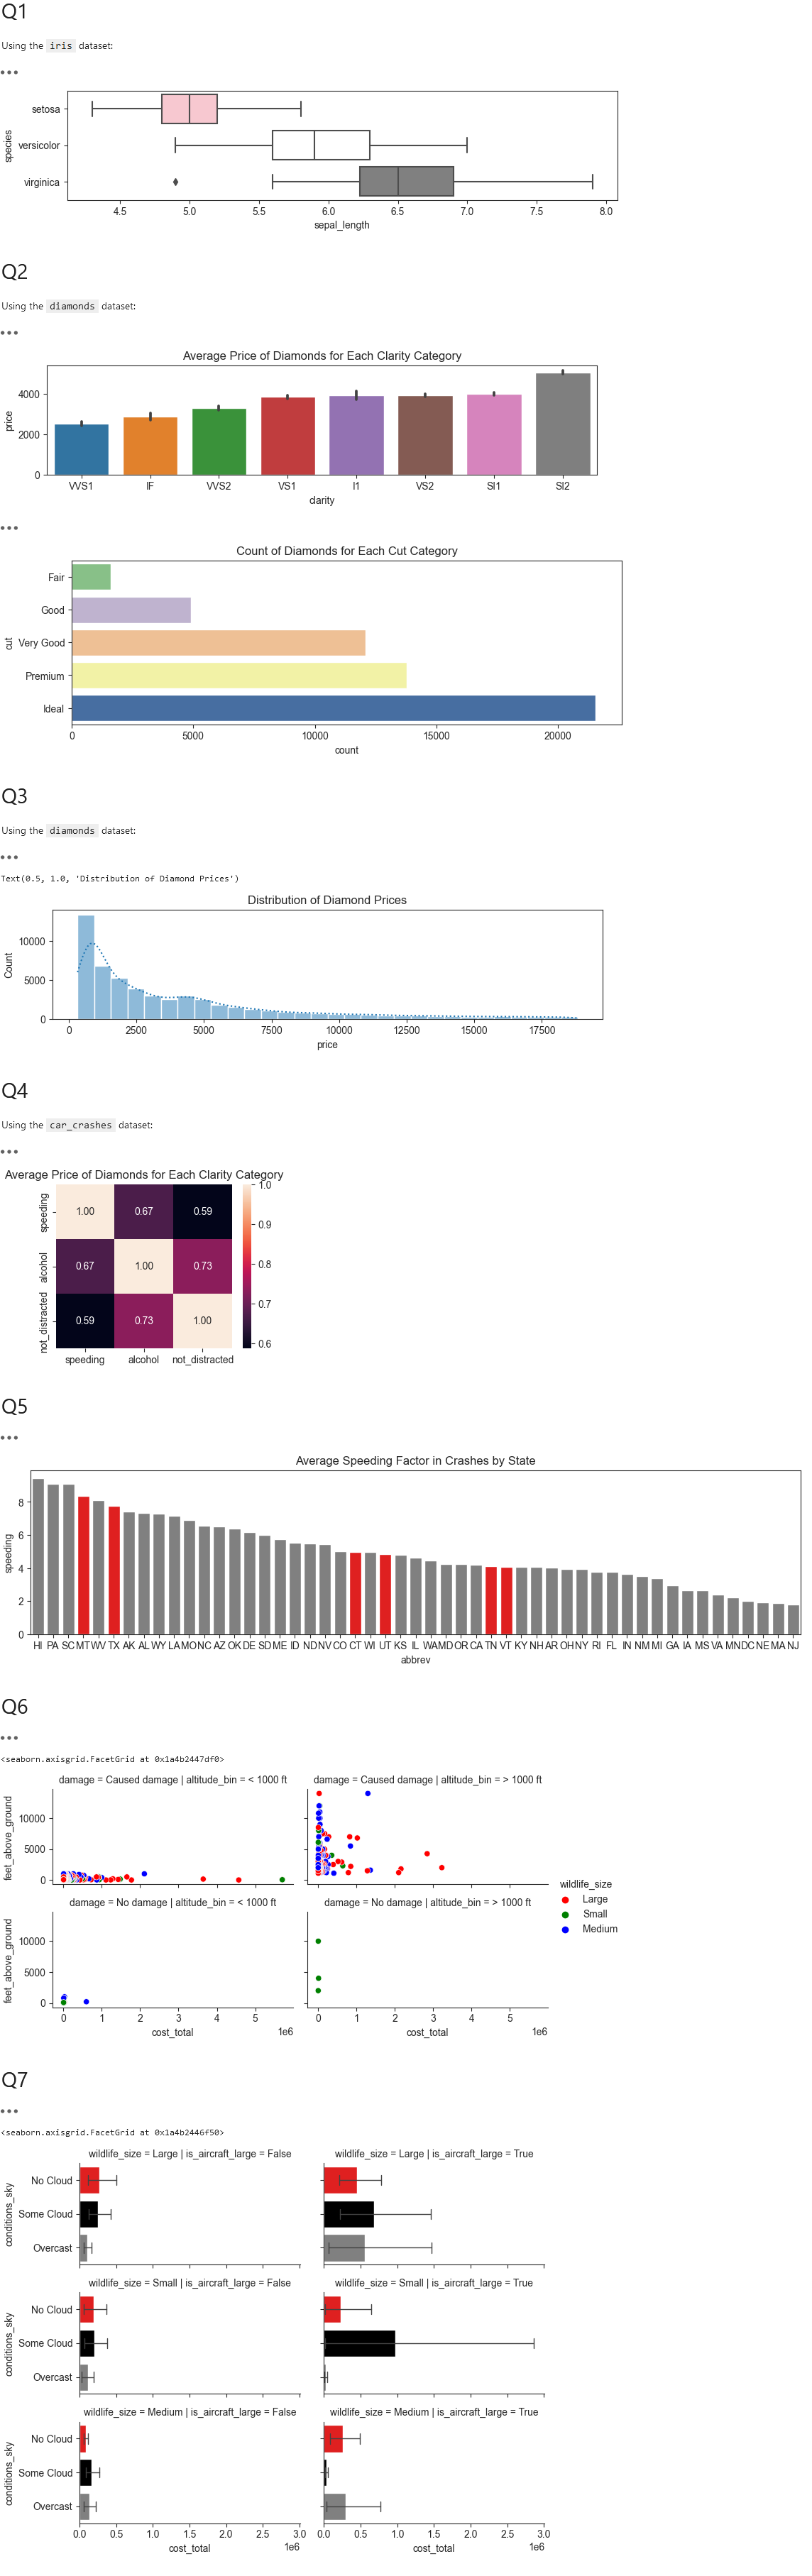 Q1
Using the iris dataset:
species
setosa
versicolor
virginica
4.5 5.0 5.5 6.0 6.5 7.0 7.5 8.0
sepal_length
Q2
Using the diamonds dataset:
Average Price of Diamonds for Each Clarity Category
price
4000
2000
0
VVS1 IF VVS2 VS1 I1 VS2 SI1 SI2
clarity
Count of Diamonds for Each Cut Category
cut
Fair
Good
Very Good
Premium
Ideal
0 5000 10000 15000 20000
count
Q3
Using the diamonds dataset:
Text(0.5, 1.0, 'Distribution of Diamond Prices')
Distribution of Diamond Prices
Count
10000
5000
0
0 2500 5000 7500 10000 12500 15000 17500
price
Q4
Using the car_crashes dataset:
Average Price of Diamonds for Each Clarity Category
speeding 1.00 0.67 0.59
alcohol 0.67 1.00 0.73
not_distracted 0.59 0.73 1.00
speeding alcohol not_distracted
1.0
0.9
0.8
0.7
0.6
Q5
Average Speeding Factor in Crashes by State
speeding
8
6
4
2
0
HI PA SC MT WV TX AK AL WY LA MO NC AZ OK DE SD ME ID ND NV CO CT WI UT KS IL WA MD OR CA TN VT KY NH AR OH NY RI FL IN NM MI GA IA MS VA MN DC NE MA NJ
abbrev
Q6
<seaborn.axisgrid.FacetGrid at 0x1a4b2447df0>
damage = Caused damage | altitude_bin = < 1000 ft damage = Caused damage | altitude_bin = > 1000 ft
feet_above_ground
10000
5000
0
damage = No damage | altitude_bin = < 1000 ft damage = No damage | altitude_bin = > 1000 ft
feet_above_ground
10000
5000
0
0 1 2 3 4 5 0 1 2 3 4 5
cost_total 1e6 cost_total 1e6
wildlife_size
Large
Small
Medium
Q7
<seaborn.axisgrid.FacetGrid at 0x1a4b2446f50>
wildlife_size = Large | is_aircraft_large = False wildlife_size = Large | is_aircraft_large = True
conditions_sky
No Cloud
Some Cloud
Overcast
wildlife_size = Small | is_aircraft_large = False wildlife_size = Small | is_aircraft_large = True
conditions_sky
No Cloud
Some Cloud
Overcast
wildlife_size = Medium | is_aircraft_large = False wildlife_size = Medium | is_aircraft_large = True
conditions_sky
No Cloud
Some Cloud
Overcast
0.0 0.5 1.0 1.5 2.0 2.5 3.0 0.0 0.5 1.0 1.5 2.0 2.5 3.0
cost_total 1e6 cost_total 1e6